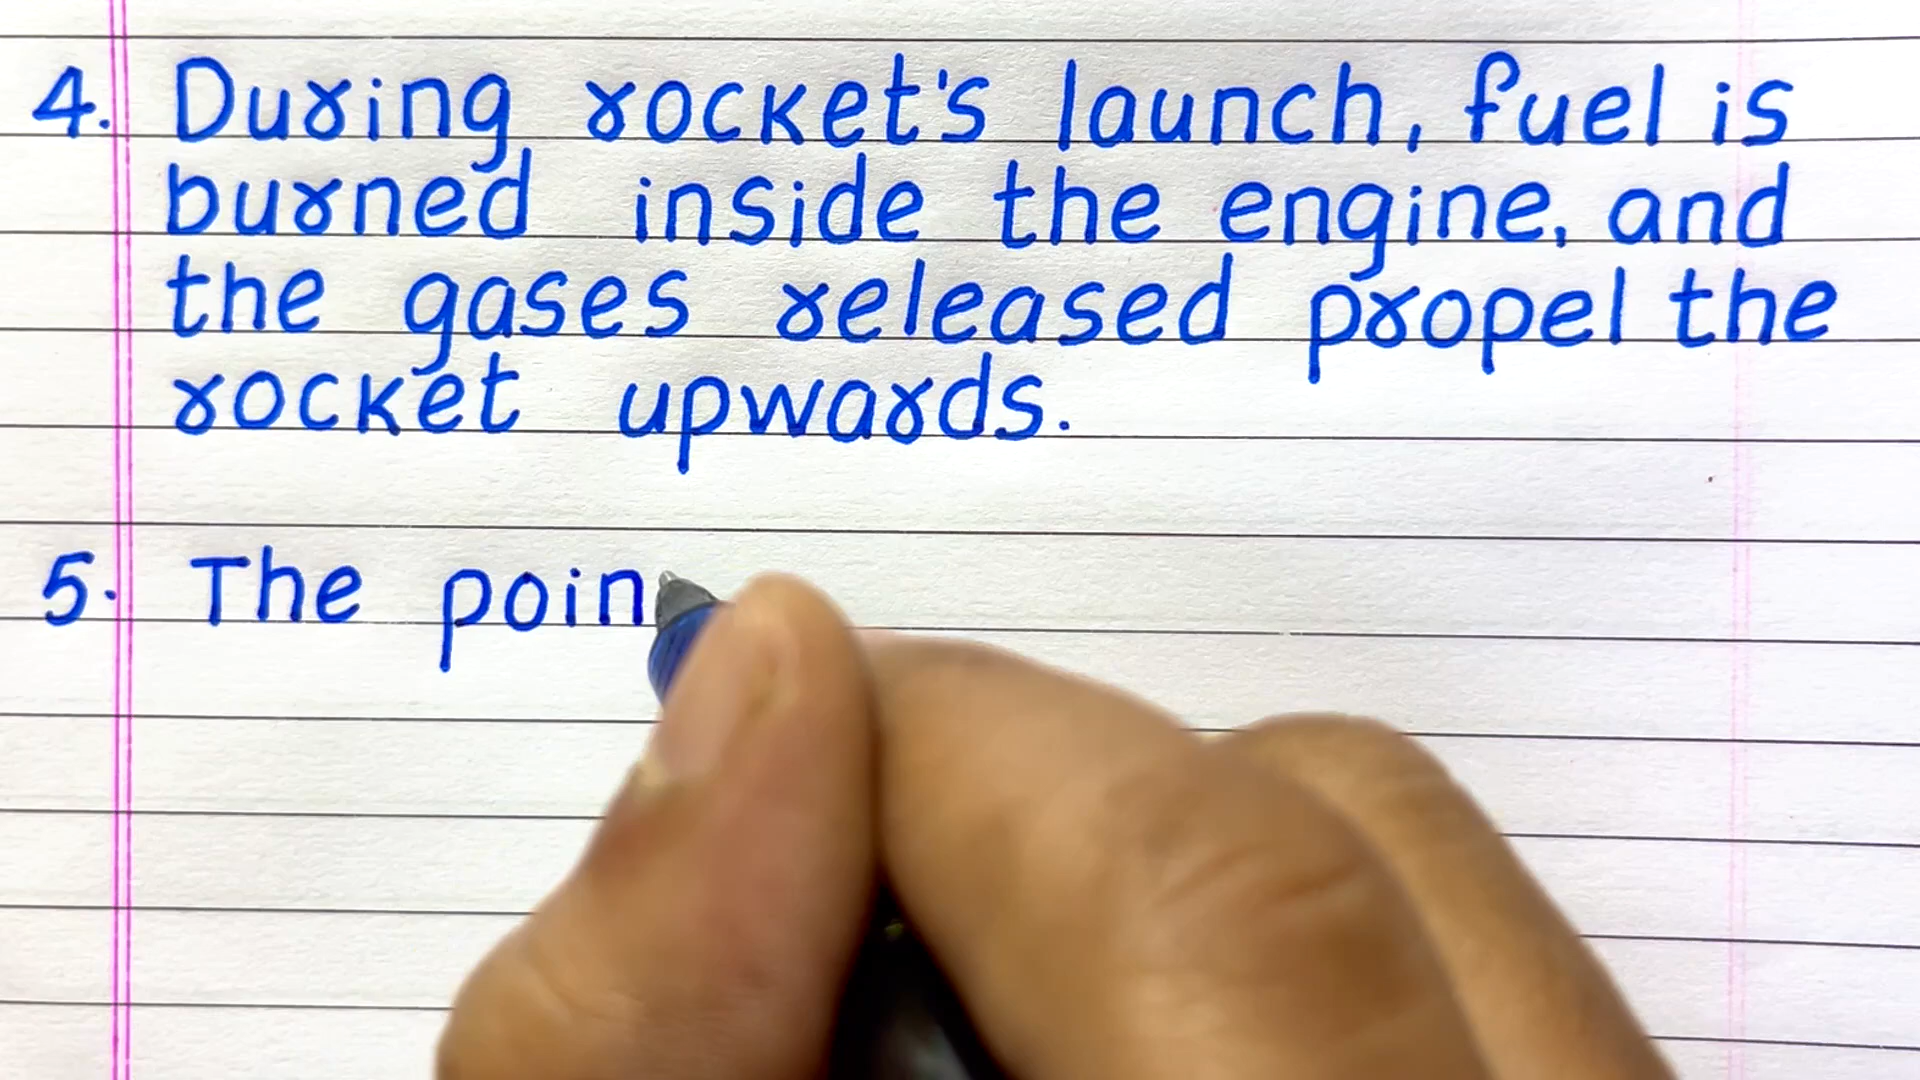 4. During rocket's launch, fuel is
burned inside the engine, and
the gases released propel the
rocket upwards.
5. The poin